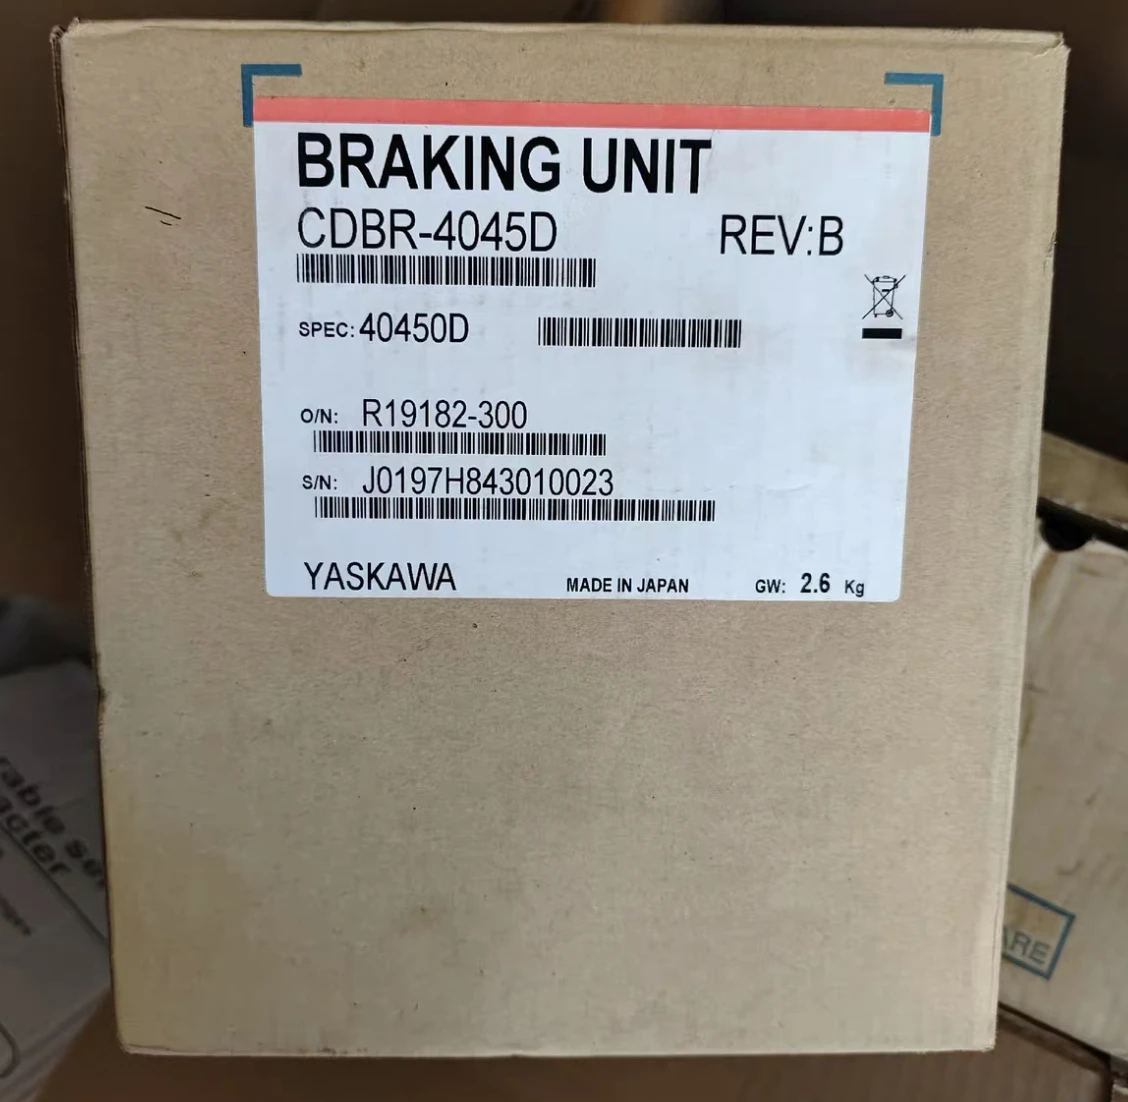 BRAKING UNIT
CDBR-4045D REV:B
SPEC: 40450D
O/N: R19182-300
S/N: J0197H843010023
YASKAWA MADE IN JAPAN GW: 2.6 Kg